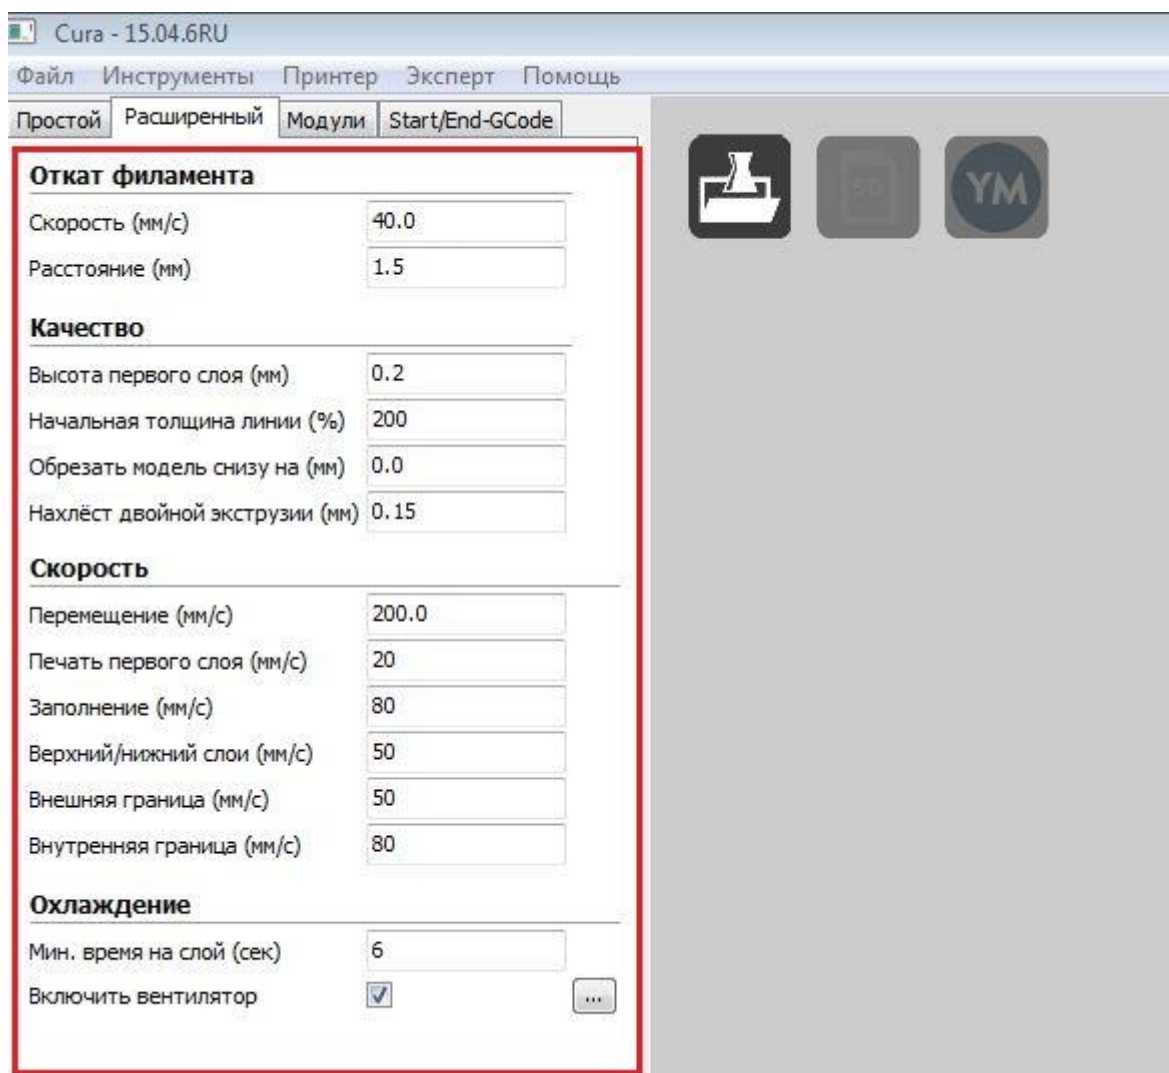 Cura - 15.04.6RU
Файл Инструменты Принтер Эксперт Помощь
Простой Расширенный Модули Start/End-GCode
Откат филамента
Скорость (мм/с) 40.0
Расстояние (мм) 1.5
Качество
Высота первого слоя (мм) 0.2
Начальная толщина линии (%) 200
Обрезать модель снизу на (мм) 0.0
Нахлёст двойной экструзии (мм) 0.15
Скорость
Перемещение (мм/с) 200.0
Печать первого слоя (мм/с) 20
Заполнение (мм/с) 80
Верхний/нижний слои (мм/с) 50
Внешняя граница (мм/с) 50
Внутренняя граница (мм/с) 80
Охлаждение
Мин. время на слой (сек) 6
Включить вентилятор ...
YM